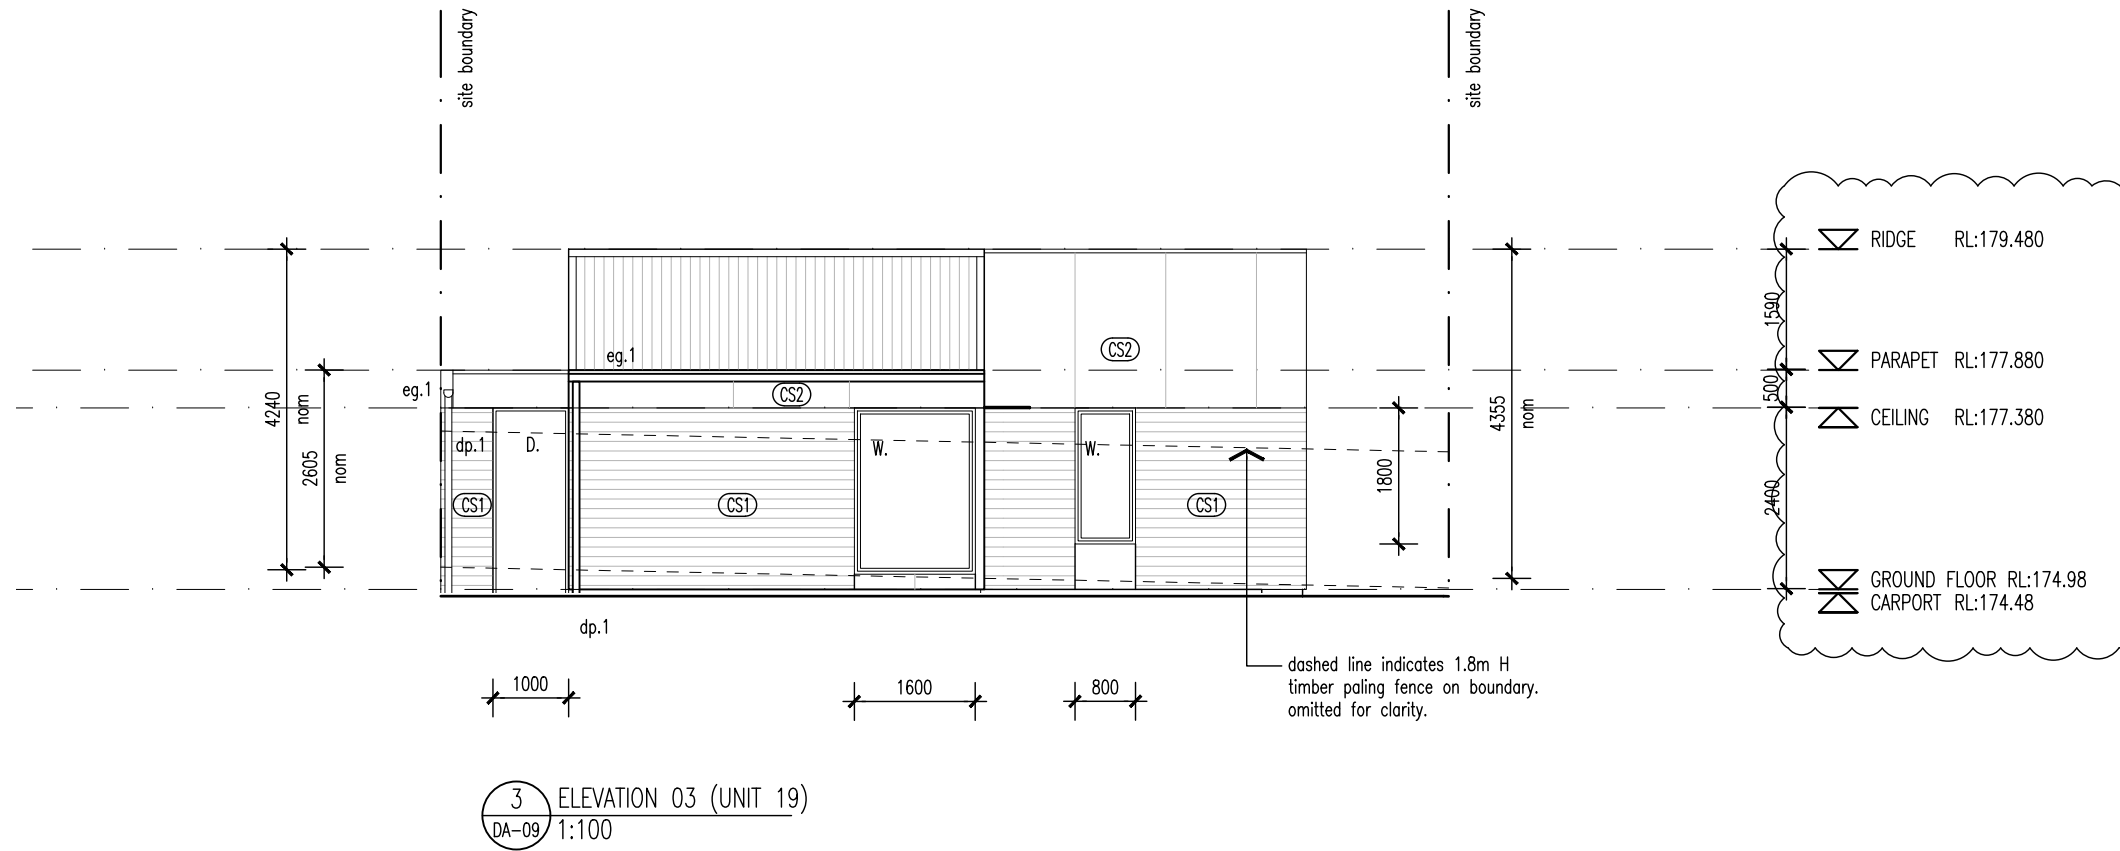 site boundary
site boundary
RIDGE RL:179.480
1590
eg.1
CS2
PARAPET RL:177.880
eg.1
CS2
500
4240
nom
4355
nom
CEILING RL:177.380
dp.1
D.
W.
W.
2605
nom
1800
CS1
CS1
CS1
2400
GROUND FLOOR RL:174.98
CARPORT RL:174.48
dp.1
1000
1600
800
dashed line indicates 1.8m H
timber paling fence on boundary.
omitted for clarity.
3
ELEVATION 03 (UNIT 19)
DA-09
1:100